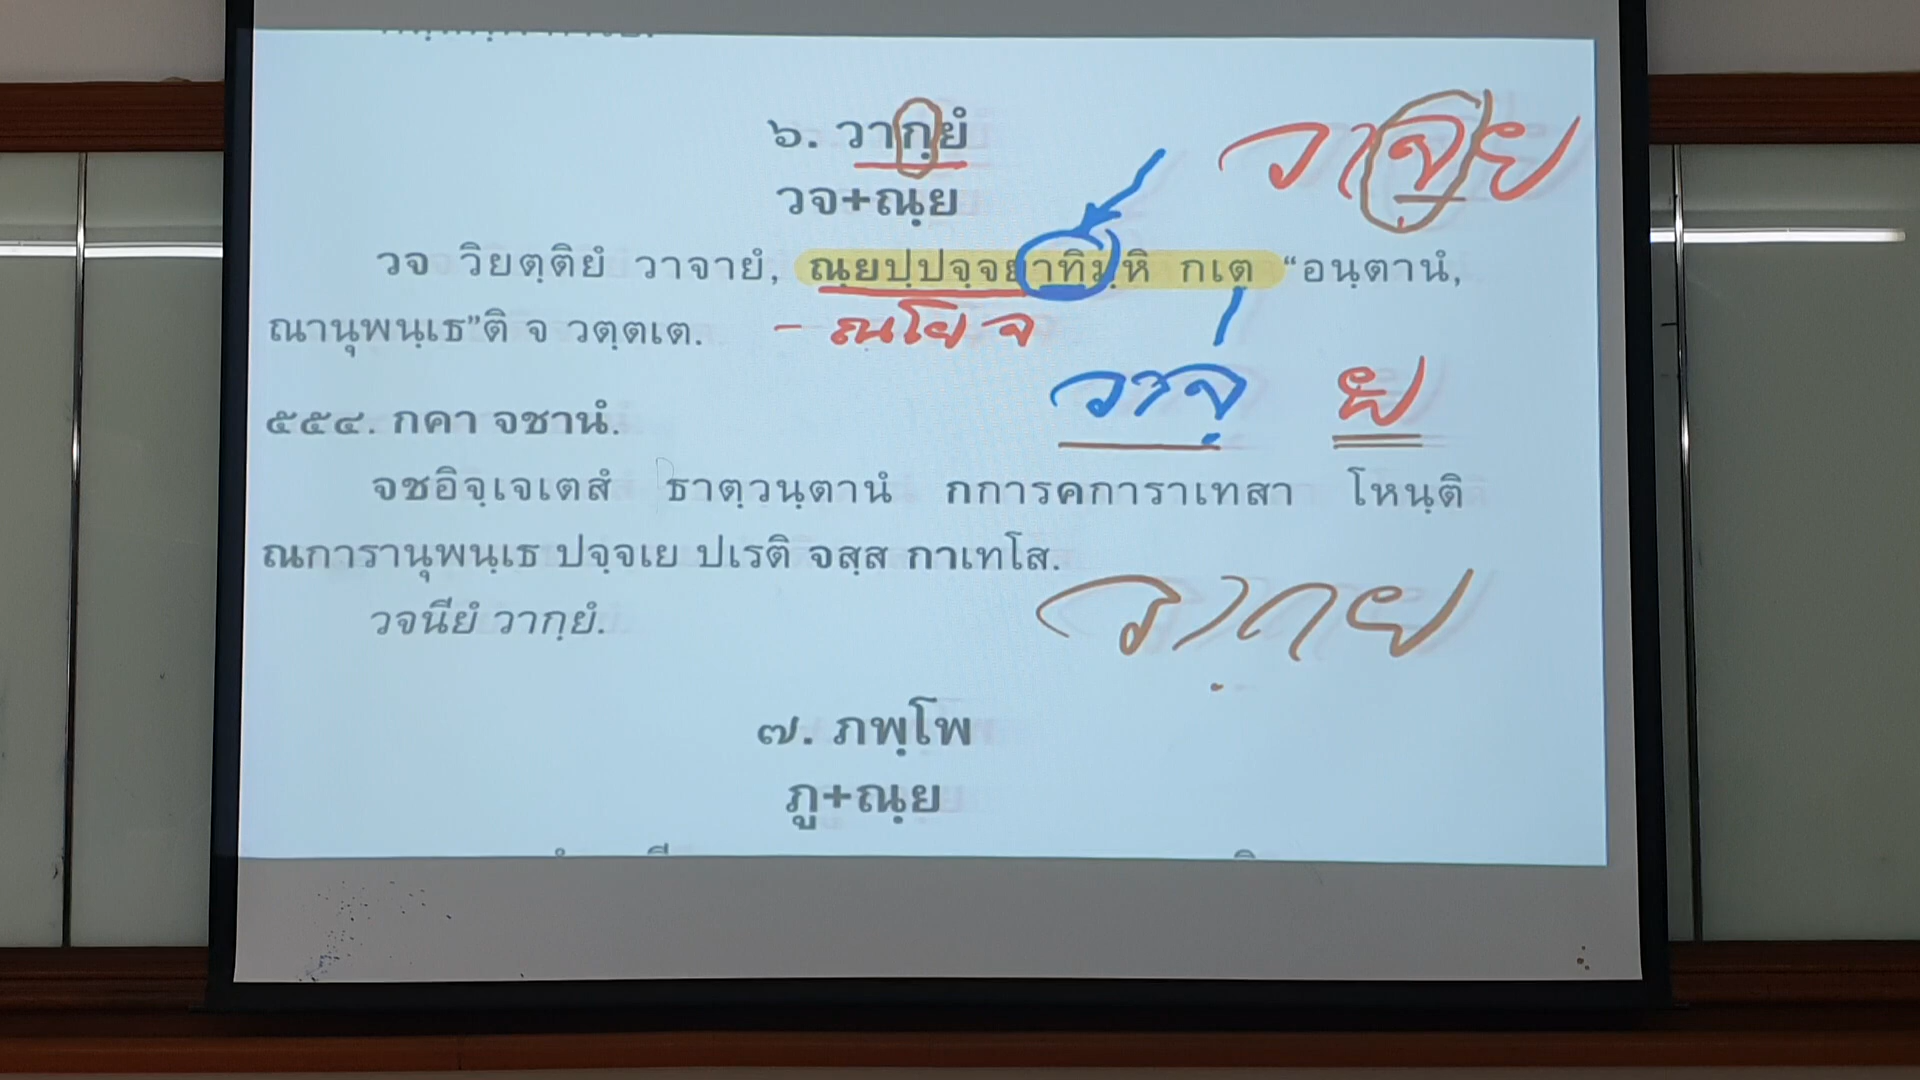 ๖. วากฺยํ
วาจฺย
วจ+ณฺย
วจ วิยตฺติยํ วาจายํ, ณฺยปฺปจฺจยาทิมฺหิ กเต “อนฺตานํ,
ณานุพนฺเธ”ติ จ วตฺตเต.
- ณฺโย จ
วาจฺ ย
๕๕๔. กคา จชานํ.
จชอิจฺเจเตสํ ธาตฺวนฺตานํ กการคการาเทสา โหนฺติ
ณการานุพนฺเธ ปจฺจเย ปเรติ จสฺส กาเทโส.
วจนียํ วากฺยํ.
วากฺย
๗. ภพฺโพ
ภู+ณฺย